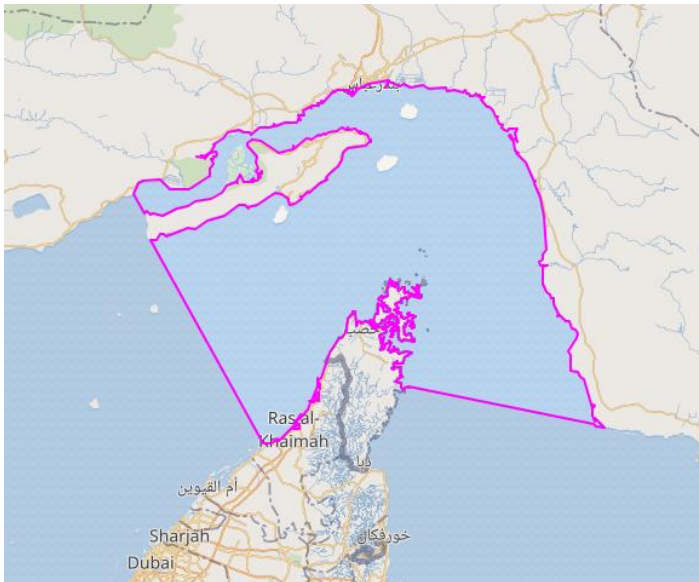 بندرعباس
خصب
Ras al-
Khaimah
دبا
أم القيوين
خورفكان
Sharjah
Dubai